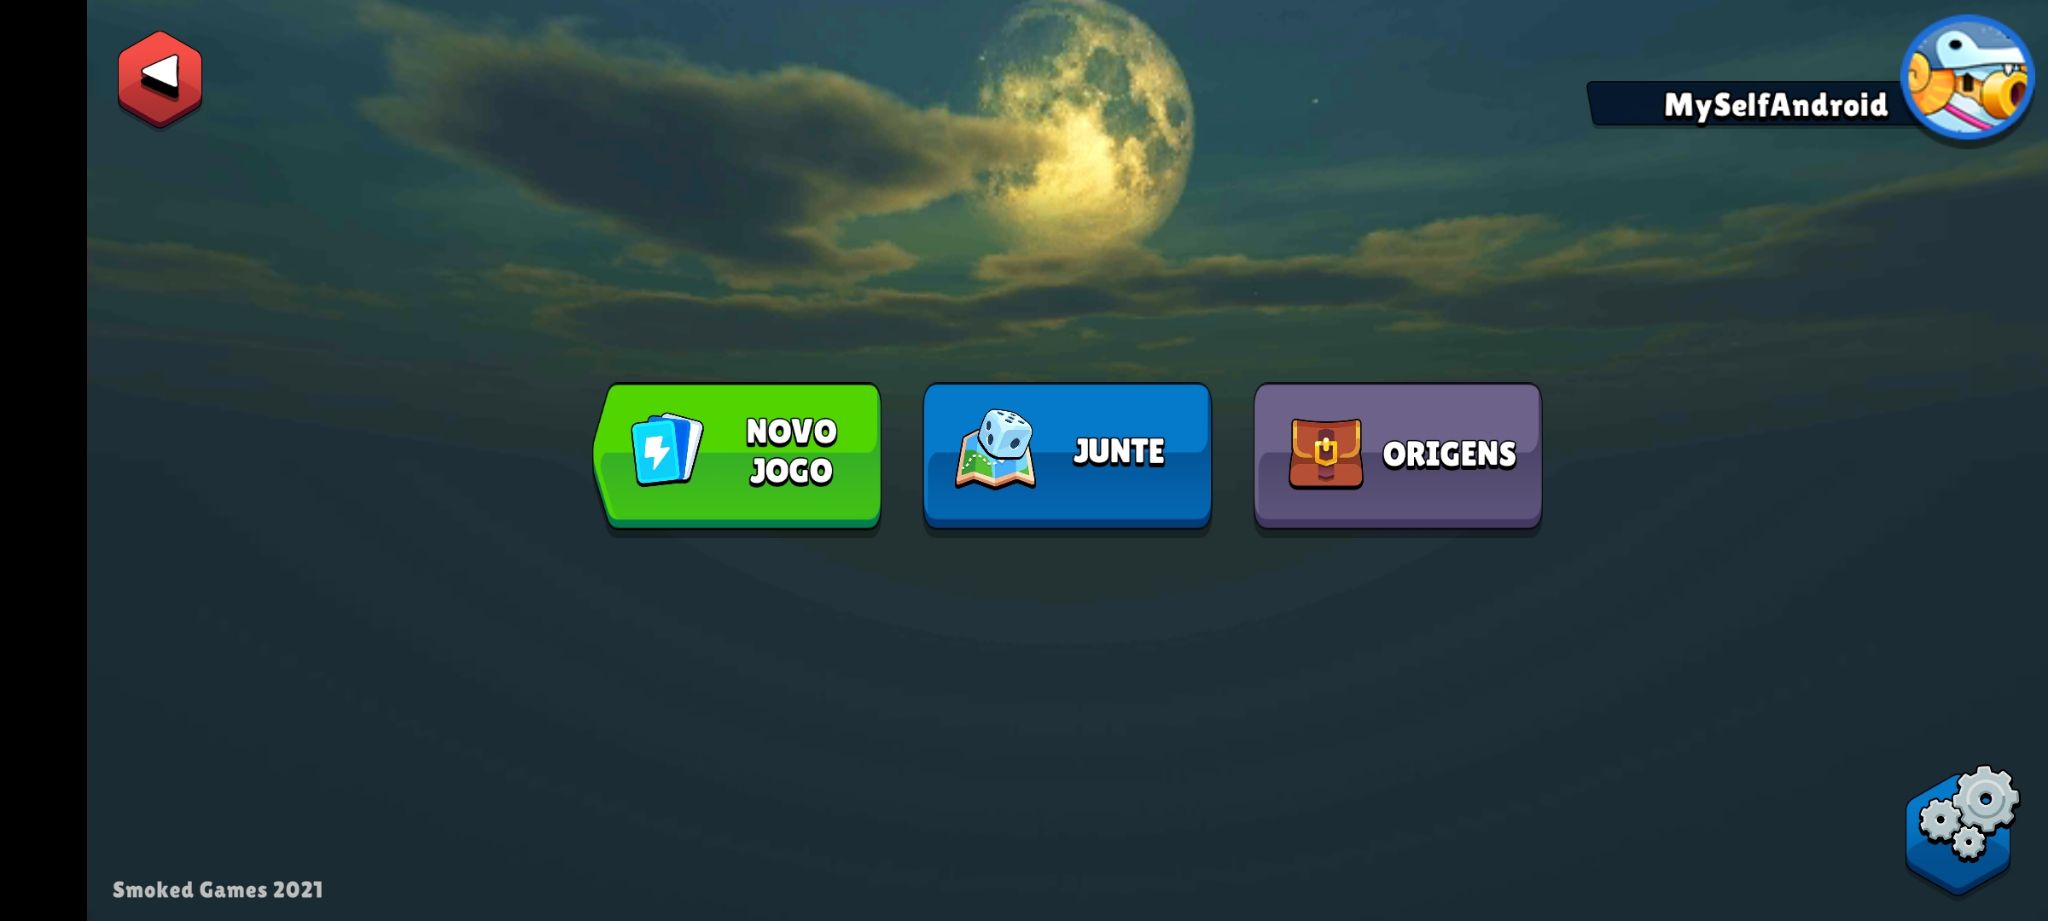 MySelfAndroid
NOVO
JOGO
JUNTE
ORIGENS
Smoked Games 2021